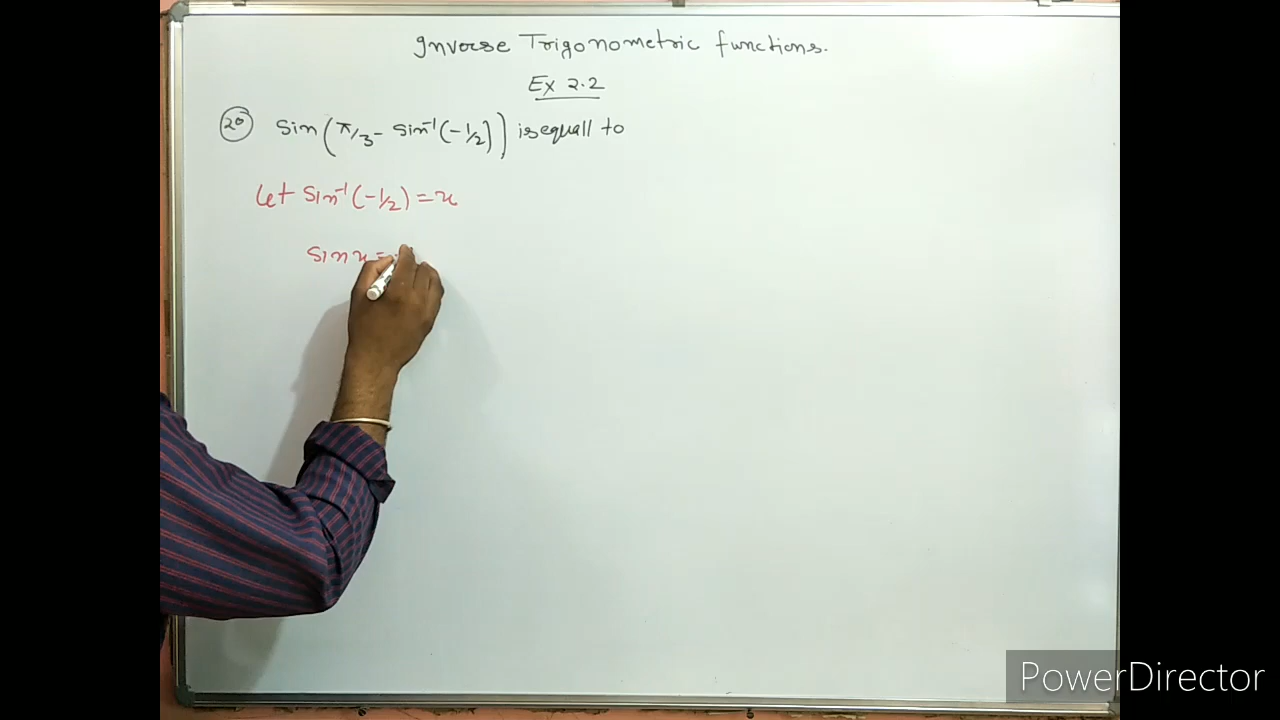 Inverse Trigonometric functions.
Ex 2.2
20 Sin(π/3 - Sin⁻¹(-1/2)) is equall to
Let Sin⁻¹(-1/2) = x
Sin x = -
PowerDirector